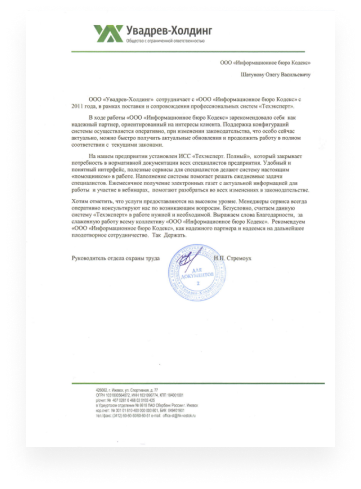 Увадрев-Холдинг
Общество с ограниченной ответственностью
ООО «Информационное бюро Кодекс»
Шатунову Олегу Васильевичу
ООО «Увадрев-Холдинг» сотрудничает с «ООО «Информационное бюро Кодекс» с
2011 года, в рамках поставки и сопровождения профессиональных систем «Техэксперт».
В ходе работы «ООО «Информационное бюро Кодекс» зарекомендовали себя как
надежный партнер, ориентированный на интересы клиента. Поддержка конфигураций
системы осуществляется оперативно, при изменении законодательства, что особо сейчас
актуально, можно быстро получить актуальные обновления и продолжить работу в полном
соответствии с текущими законами.
На нашем предприятии установлен ИСС «Техэксперт: Полный», который закрывает
потребность в нормативной документации всех специалистов предприятия. Удобный и
понятный интерфейс, полезные сервисы для специалистов делают систему настоящим
«помощником» в работе. Наполнение системы помогает решать ежедневные задачи
специалистов. Ежемесячное получение электронных газет с актуальной информацией для
работы и участие в вебинарах, помогает разобраться во всех изменениях в законодательстве.
Хотим отметить, что услуги предоставляются на высоком уровне. Менеджеры сервиса всегда
оперативно консультируют нас по возникающим вопросам. Безусловно, считаем данную
систему «Техэксперт» в работе нужной и необходимой. Выражаем слова Благодарности, за
слаженную работу всему коллективу «ООО «Информационное бюро Кодекс». Рекомендуем
«ООО «Информационное бюро Кодекс, как надежного партнера и надеемся на дальнейшее
плодотворное сотрудничество. Так Держать.
Руководитель отдела охраны труда
Н.П. Стремоух
ДЛЯ
ДОКУМЕНТОВ